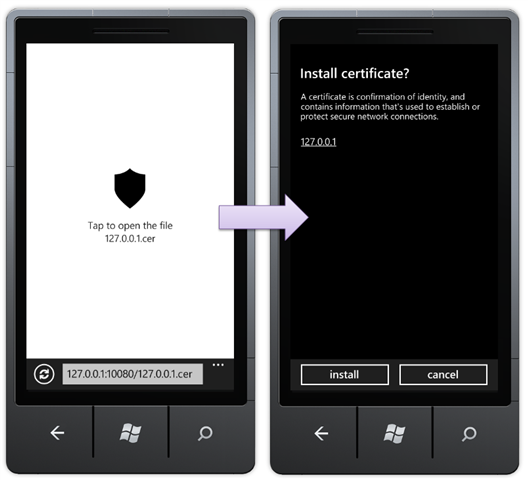 Tap to open the file
127.0.0.1.cer
127.0.0.1:10080/127.0.0.1.cer
Install certificate?
A certificate is confirmation of identity, and
contains information that's used to establish or
protect secure network connections.
127.0.0.1
install
cancel